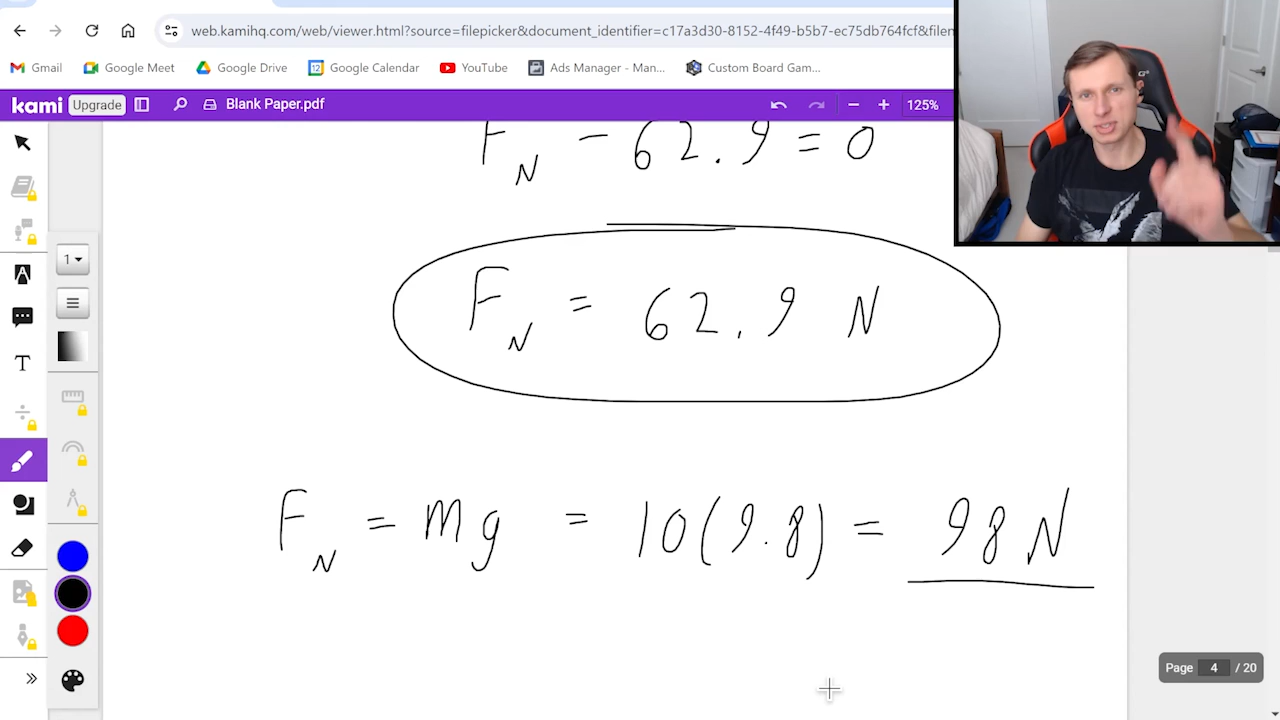 web.kamihq.com/web/viewer.html?source=filepicker&document_identifier=c17a3d30-8152-4f49-b5b7-ec75db764fcf&filen
Gmail Google Meet Google Drive 12 Google Calendar YouTube Ads Manager - Man... Custom Board Gam...
kami Upgrade Blank Paper.pdf 125%
F_N - 62.9 = 0
1
F_N = 62.9 N
A
T
F_N = mg = 10(9.8) = 98 N
Page 4 / 20